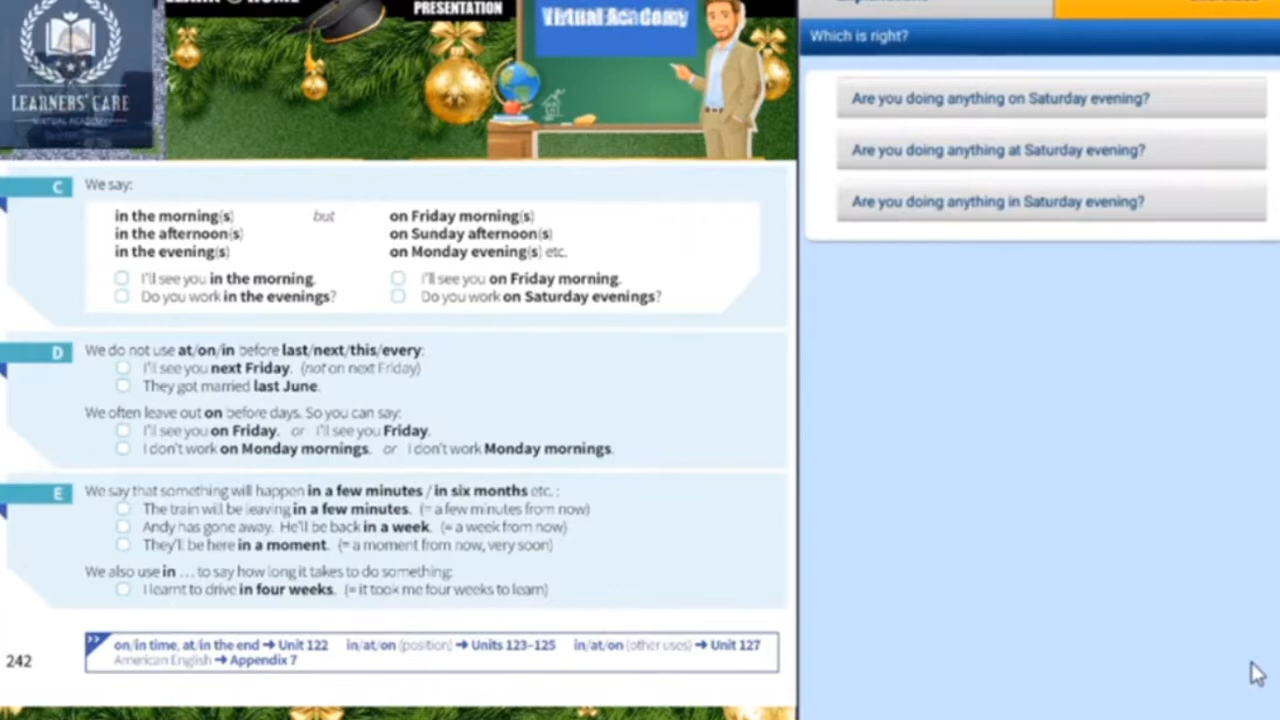 PRESENTATION
Virtual Academy
LEARNERS' CARE
VIRTUAL ACADEMY
C We say:
in the morning(s) but on Friday morning(s)
in the afternoon(s) on Sunday afternoon(s)
in the evening(s) on Monday evening(s) etc.
I'll see you in the morning. I'll see you on Friday morning.
Do you work in the evenings? Do you work on Saturday evenings?
D We do not use at/on/in before last/next/this/every:
I'll see you next Friday. (not on next Friday)
They got married last June.
We often leave out on before days. So you can say:
I'll see you on Friday. or I'll see you Friday.
I don't work on Monday mornings. or I don't work Monday mornings.
E We say that something will happen in a few minutes / in six months etc. :
The train will be leaving in a few minutes. (= a few minutes from now)
Andy has gone away. He'll be back in a week. (= a week from now)
They'll be here in a moment. (= a moment from now, very soon)
We also use in … to say how long it takes to do something:
I learnt to drive in four weeks. (= it took me four weeks to learn)
on/in time, at/in the end ➜ Unit 122 in/at/on (position) ➜ Units 123–125 in/at/on (other uses) ➜ Unit 127
American English ➜ Appendix 7
242
Which is right?
Are you doing anything on Saturday evening?
Are you doing anything at Saturday evening?
Are you doing anything in Saturday evening?